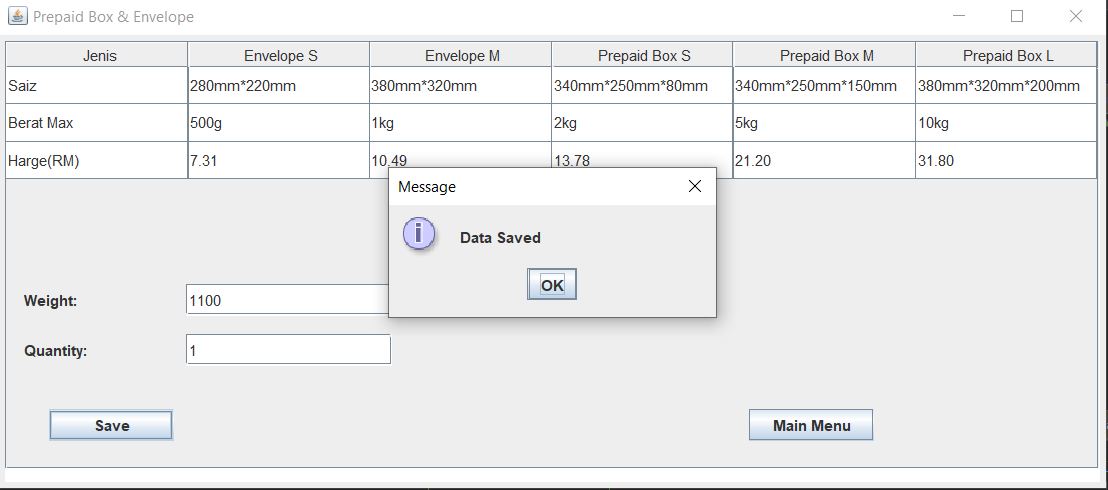 Prepaid Box & Envelope
Jenis Envelope S Envelope M Prepaid Box S Prepaid Box M Prepaid Box L
Saiz 280mm*220mm 380mm*320mm 340mm*250mm*80mm 340mm*250mm*150mm 380mm*320mm*200mm
Berat Max 500g 1kg 2kg 5kg 10kg
Harge(RM) 7.31 10.49 13.78 21.20 31.80
Message
i
Data Saved
OK
Weight: 1100
Quantity: 1
Save Main Menu